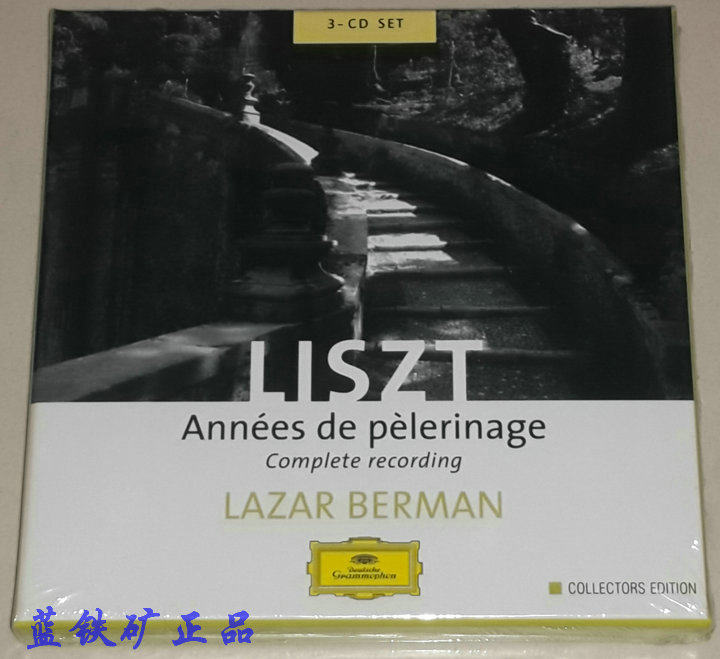 3-CD SET
LISZT
Années de pèlerinage
Complete recording
LAZAR BERMAN
Deutsche
Grammophon
COLLECTORS EDITION
蓝铁矿正品